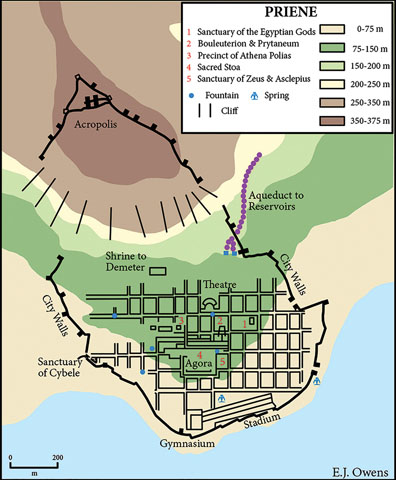 PRIENE
1 Sanctuary of the Egyptian Gods
2 Bouleuterion & Prytaneum
3 Precinct of Athena Polias
4 Sacred Stoa
5 Sanctuary of Zeus & Asclepius
Fountain
Spring
Cliff
0-75 m
75-150 m
150-200 m
200-250 m
250-350 m
350-375 m
Acropolis
Aqueduct to
Reservoirs
Shrine to
Demeter
Theatre
City Walls
City Walls
3
2
1
4
Agora
5
Sanctuary
of Cybele
Stadium
Gymnasium
0 200
m
E.J. Owens